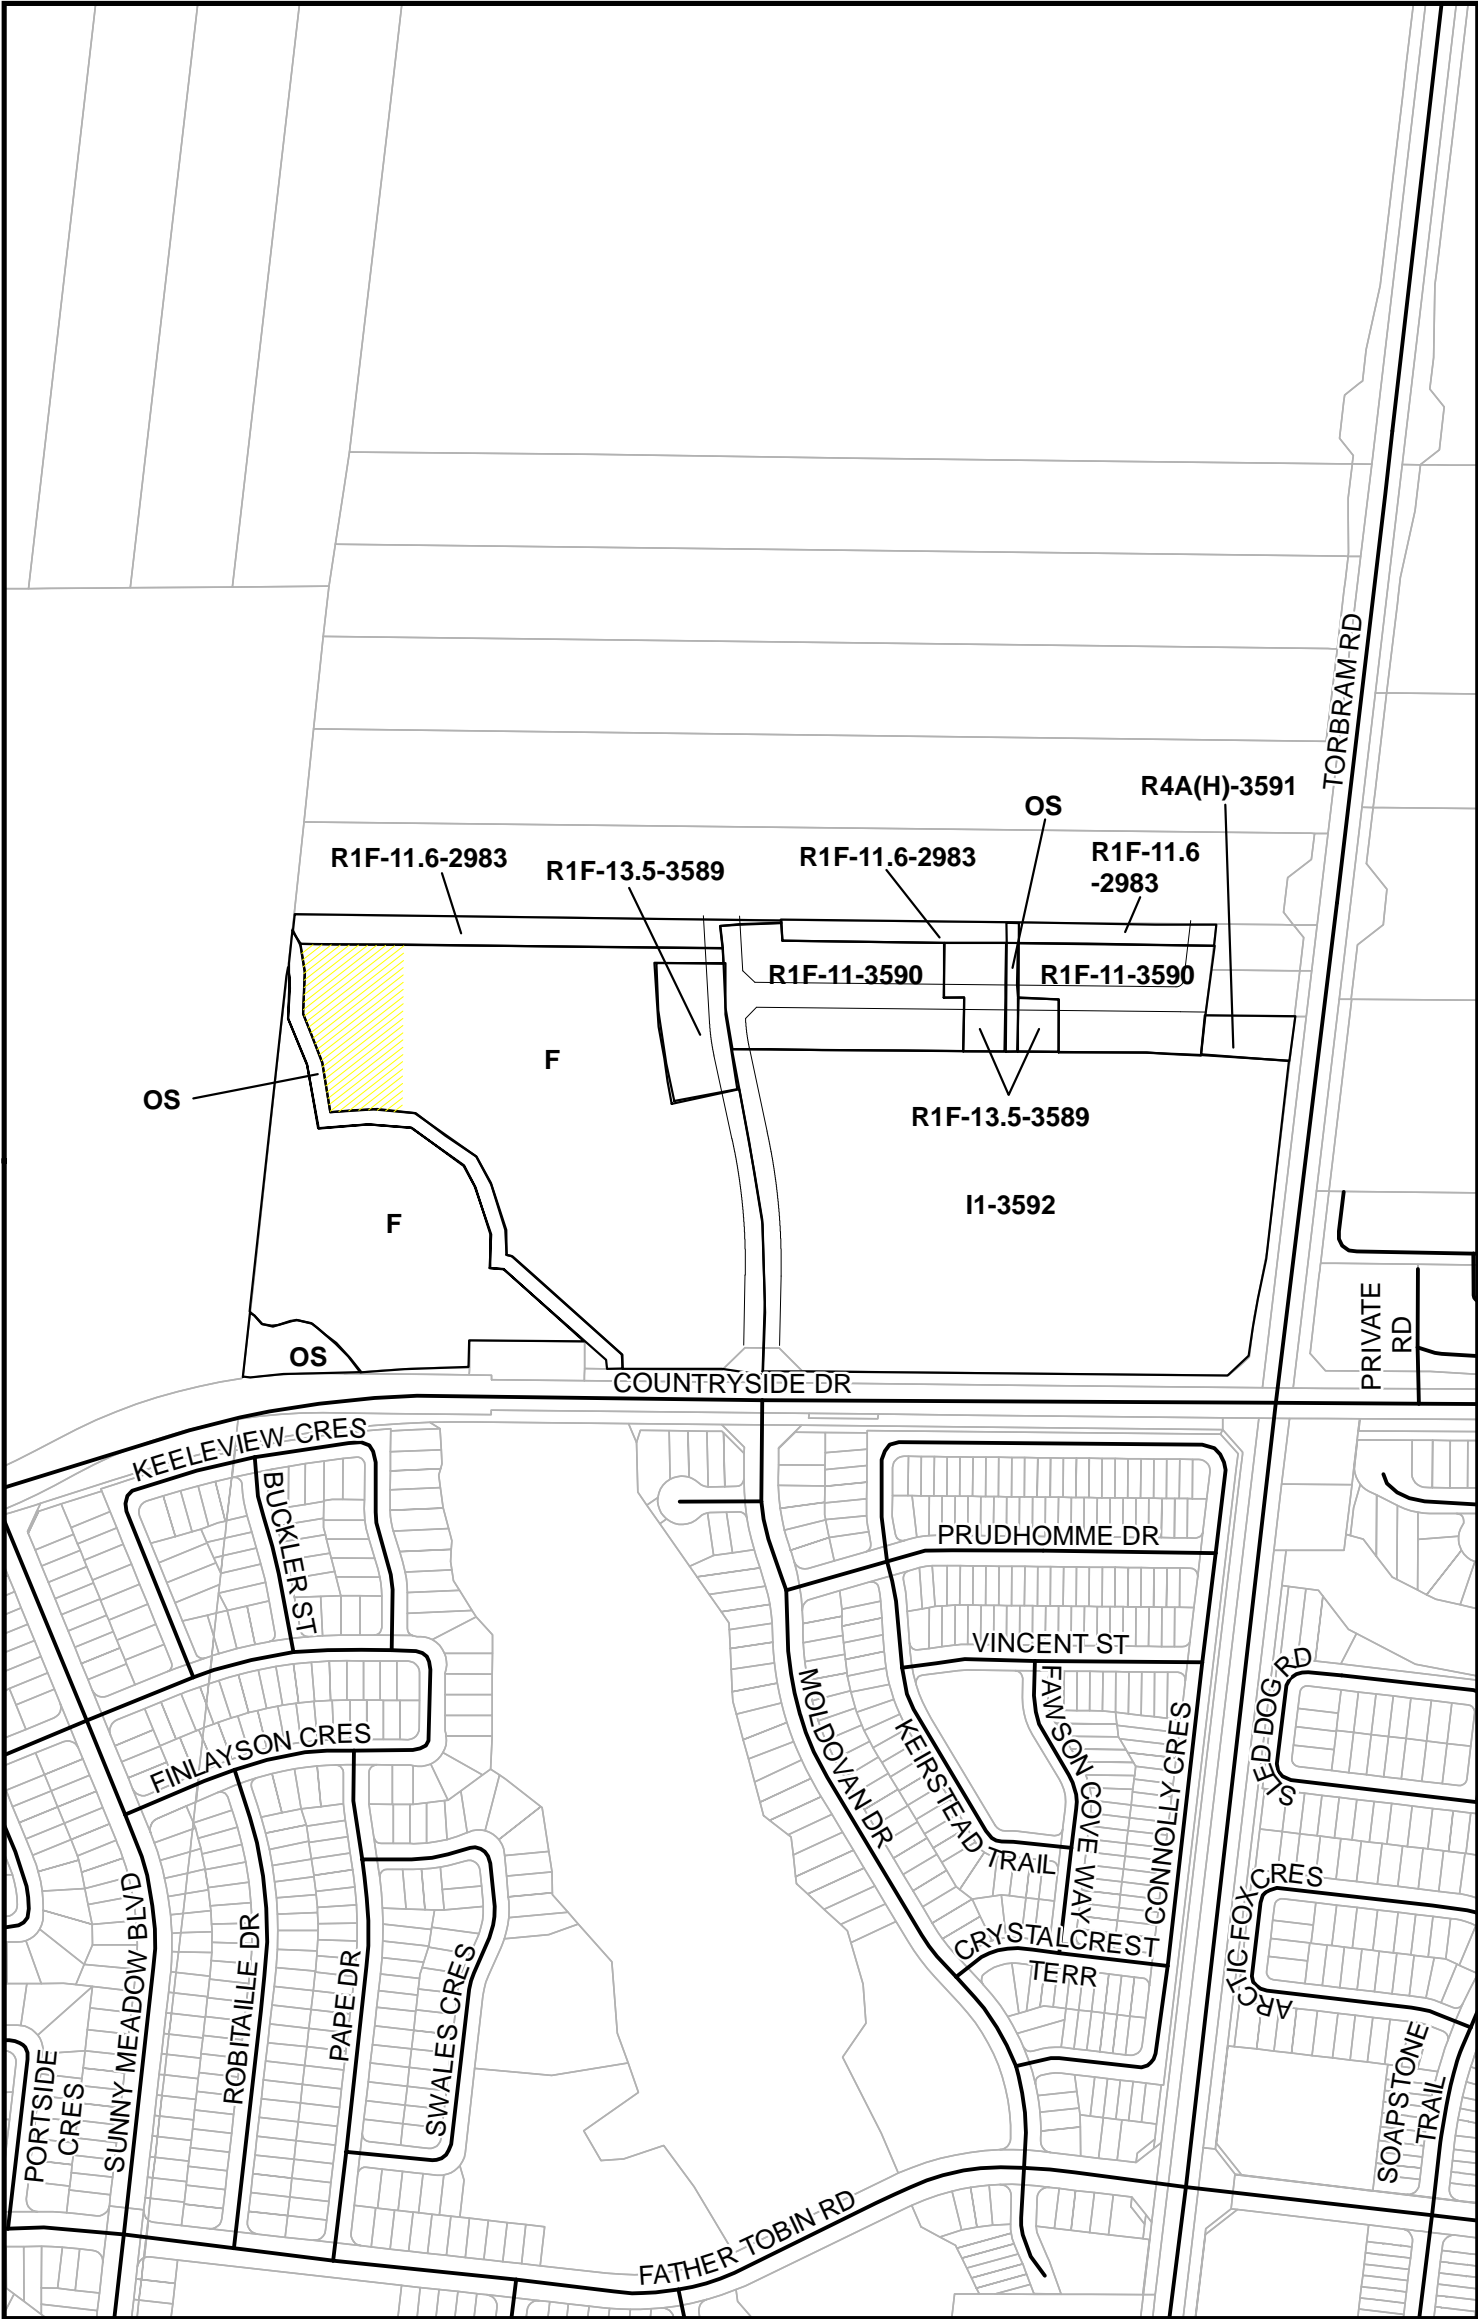 TORBRAM RD
R4A(H)-3591
OS
R1F-11.6-2983
R1F-13.5-3589
R1F-11.6-2983
R1F-11.6
-2983
R1F-11-3590
R1F-11-3590
F
OS
R1F-13.5-3589
I1-3592
F
OS
COUNTRYSIDE DR
PRIVATE
RD
KEELEVIEW CRES
BUCKLER ST
PRUDHOMME DR
VINCENT ST
FAWSON COVE WAY
MOLDOVAN DR
KEIRSTEAD TRAIL
CONNOLLY CRES
SLED DOG RD
FINLAYSON CRES
SUNNY MEADOW BLVD
ROBITAILLE DR
PAPE DR
SWALES CRES
CRYSTALCREST
TERR
ARCTIC FOX CRES
PORTSIDE
CRES
SOAPSTONE
TRAIL
FATHER TOBIN RD